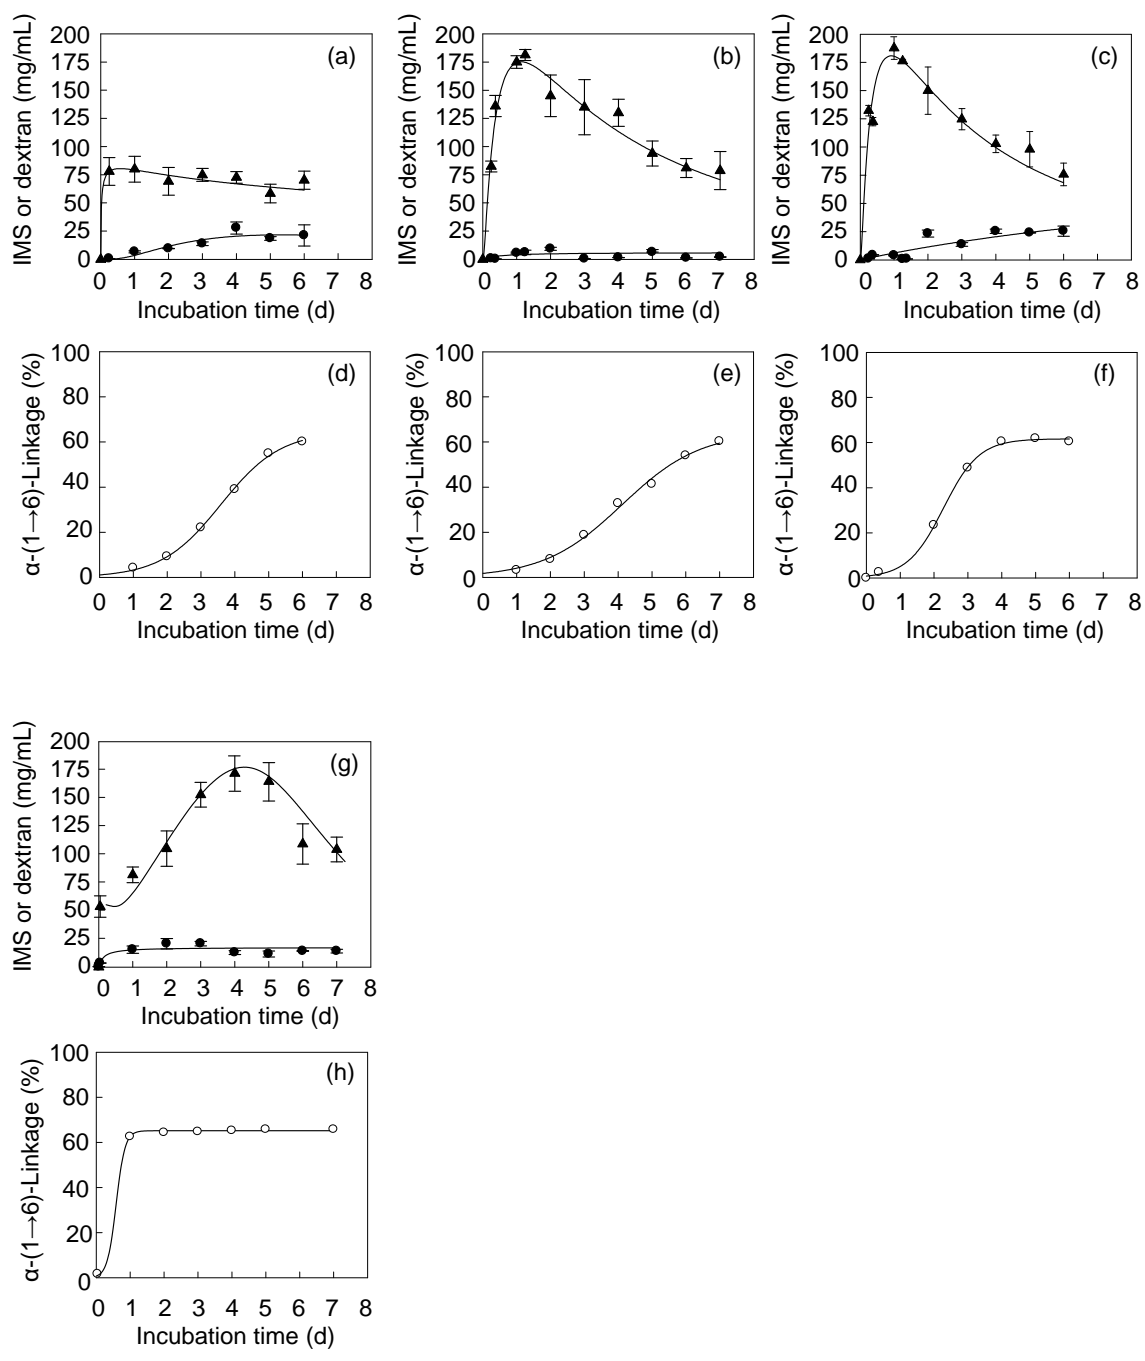 IMS or dextran (mg/mL)
200
175
150
125
100
75
50
25
0
(a)
0 1 2 3 4 5 6 7 8
Incubation time (d)
IMS or dextran (mg/mL)
200
175
150
125
100
75
50
25
0
(b)
0 1 2 3 4 5 6 7 8
Incubation time (d)
IMS or dextran (mg/mL)
200
175
150
125
100
75
50
25
0
(c)
0 1 2 3 4 5 6 7 8
Incubation time (d)
α-(1→6)-Linkage (%)
100
80
60
40
20
0
(d)
0 1 2 3 4 5 6 7 8
Incubation time (d)
α-(1→6)-Linkage (%)
100
80
60
40
20
0
(e)
0 1 2 3 4 5 6 7 8
Incubation time (d)
α-(1→6)-Linkage (%)
100
80
60
40
20
0
(f)
0 1 2 3 4 5 6 7 8
Incubation time (d)
IMS or dextran (mg/mL)
200
175
150
125
100
75
50
25
0
(g)
0 1 2 3 4 5 6 7 8
Incubation time (d)
α-(1→6)-Linkage (%)
100
80
60
40
20
0
(h)
0 1 2 3 4 5 6 7 8
Incubation time (d)